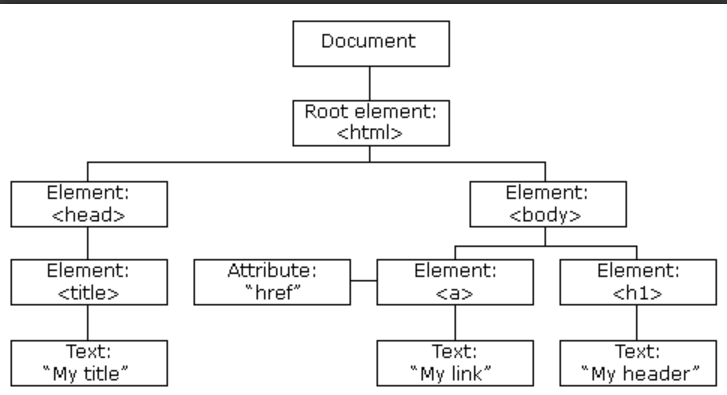 Document
Root element:
<html>
Element:
<head>
Element:
<body>
Element:
<title>
Attribute:
“href”
Element:
<a>
Element:
<h1>
Text:
“My title”
Text:
“My link”
Text:
“My header”